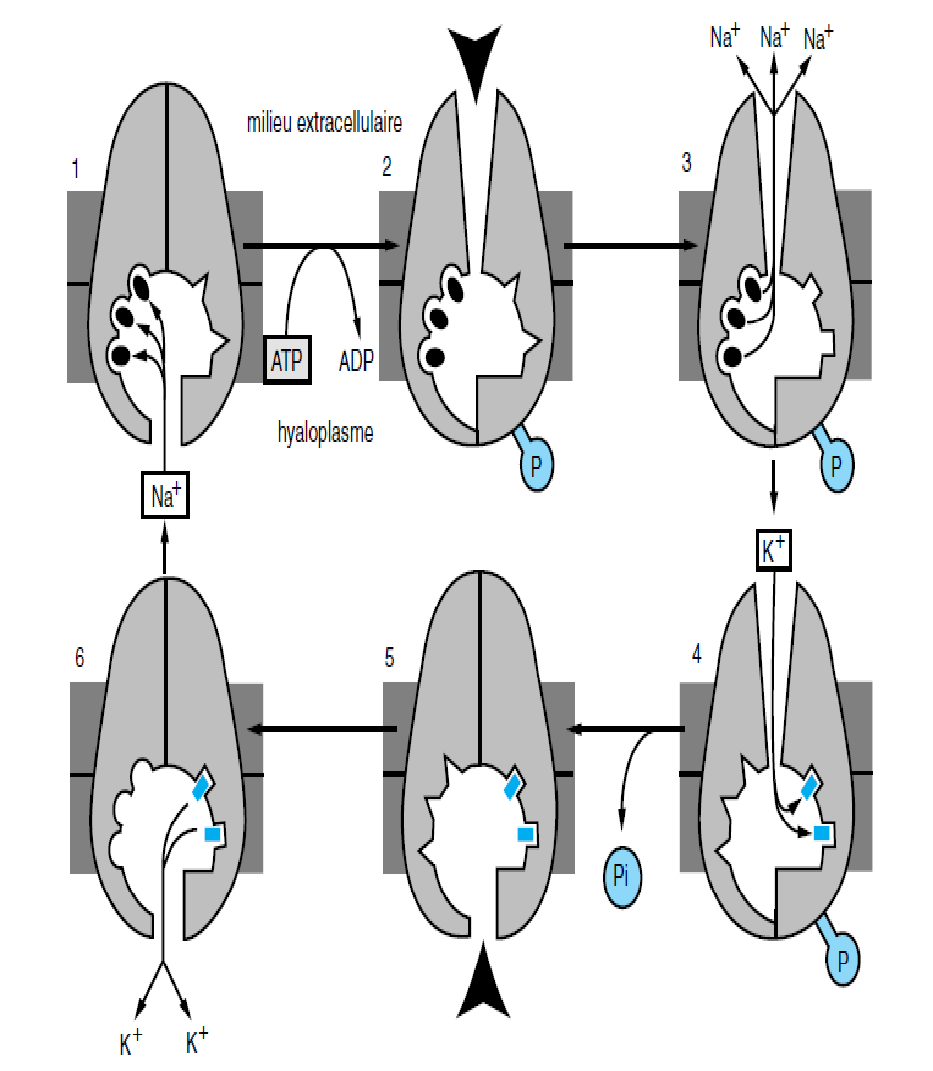 Na+ Na+ Na+
milieu extracellulaire
1
2
3
ATP
ADP
hyaloplasme
P
P
Na+
K+
6
5
4
Pi
P
K+ K+